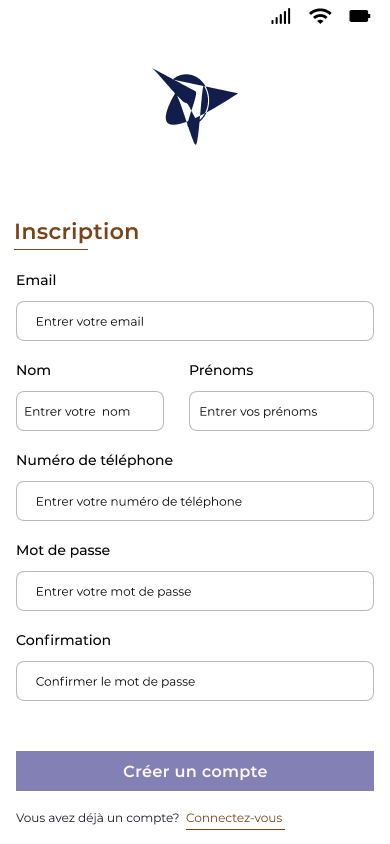 Inscription
Email
Entrer votre email
Nom Prénoms
Entrer votre nom Entrer vos prénoms
Numéro de téléphone
Entrer votre numéro de téléphone
Mot de passe
Entrer votre mot de passe
Confirmation
Confirmer le mot de passe
Créer un compte
Vous avez déjà un compte? Connectez-vous